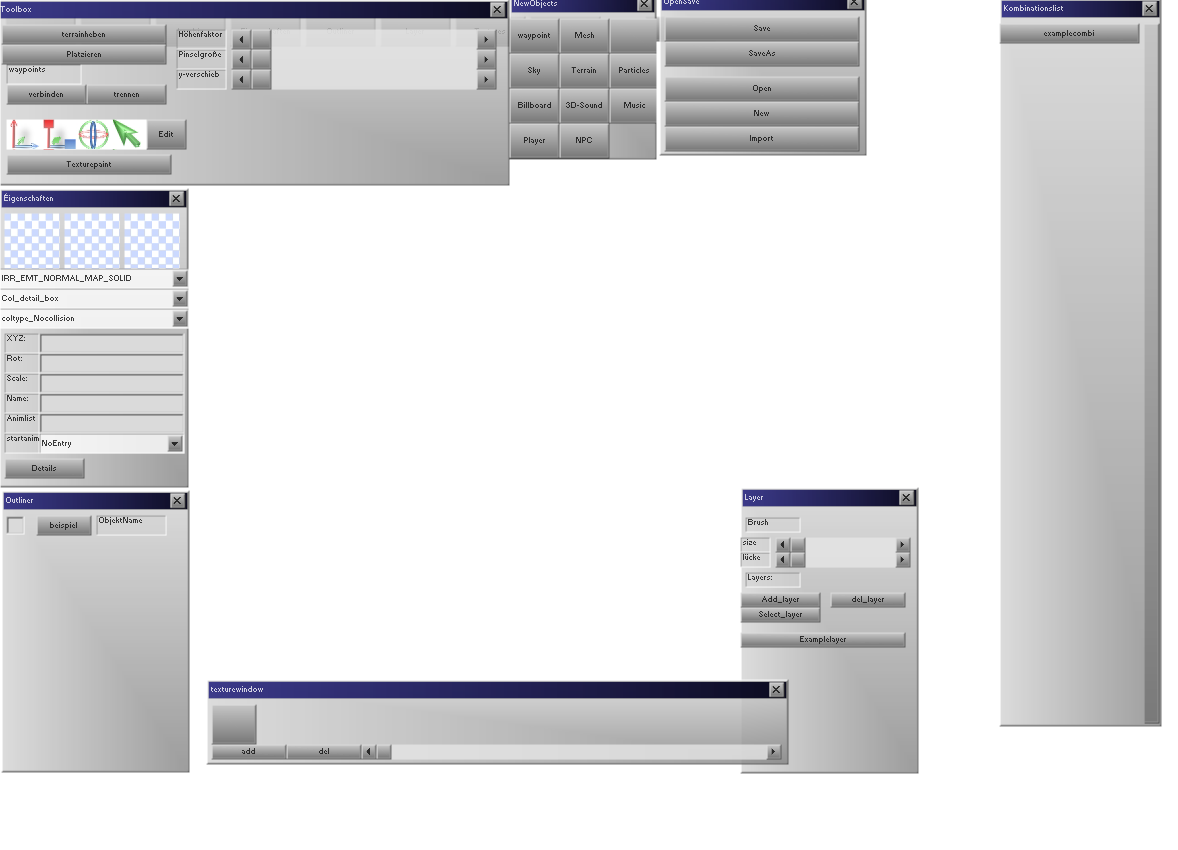 Toolbox
terrainheben
Platzieren
waypoints
verbinden trennen
Edit
Texturepaint
Höhenfaktor
Pinselgroße
y-verschieb
NewObjects
waypoint Mesh
Sky Terrain Particles
Billboard 3D-Sound Music
Player NPC
OpenSave
Save
SaveAs
Open
New
Import
Kombinationslist
examplecombi
Eigenschaften
IRR_EMT_NORMAL_MAP_SOLID
Col_detail_box
coltype_Nocollision
XYZ:
Rot:
Scale:
Name:
Animlist
startanim NoEntry
Details
Outliner
beispiel ObjektName
Layer
Brush
size
lücke
Layers:
Add_layer del_layer
Select_layer
Examplelayer
texturewindow
add del